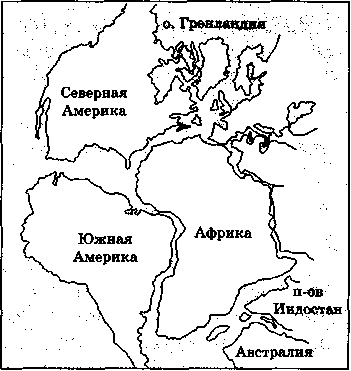 о. Гренландия
Северная
Америка
Южная
Америка
Африка
п-ов
Индостан
Австралия